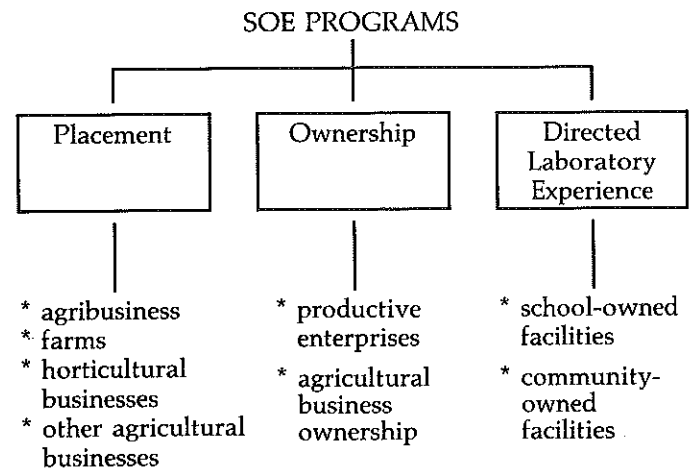 SOE PROGRAMS
Placement
Ownership
Directed
Laboratory
Experience
* agribusiness
* farms
* horticultural
businesses
* other agricultural
businesses
* productive
enterprises
* agricultural
business
ownership
* school-owned
facilities
* community-
owned
facilities